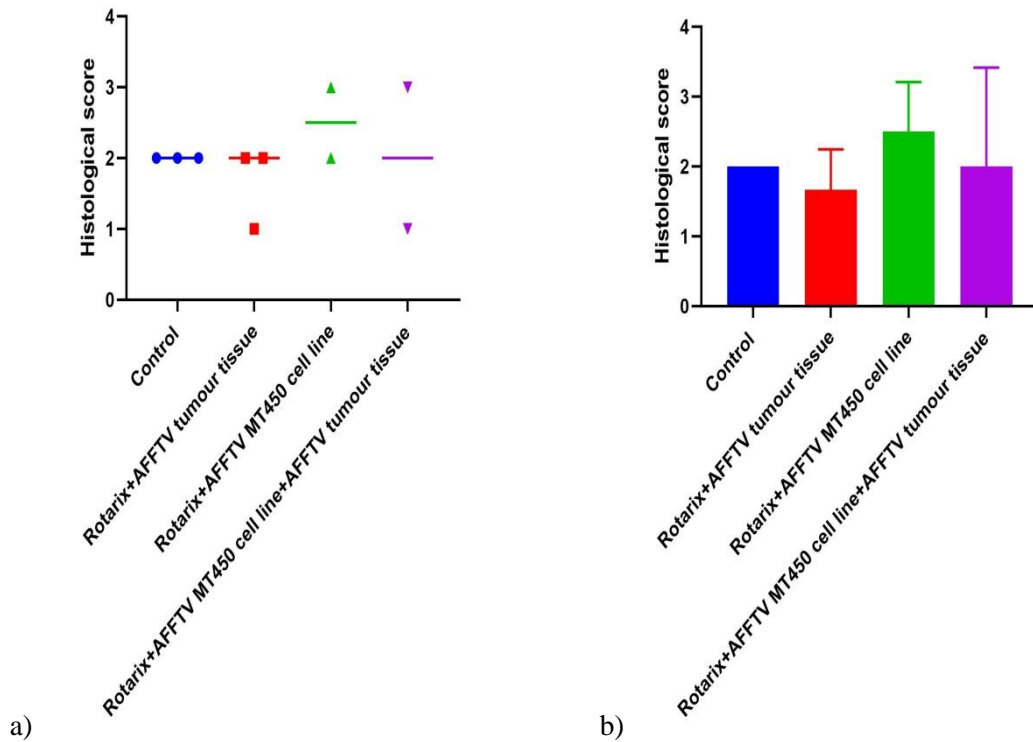 4
3
2
1
0
Histological score
Control
Rotarix+AFFTV tumour tissue
Rotarix+AFFTV MT450 cell line
Rotarix+AFFTV MT450 cell line+AFFTV tumour tissue
a)
4
3
2
1
0
Histological score
Control
Rotarix+AFFTV tumour tissue
Rotarix+AFFTV MT450 cell line
Rotarix+AFFTV MT450 cell line+AFFTV tumour tissue
b)